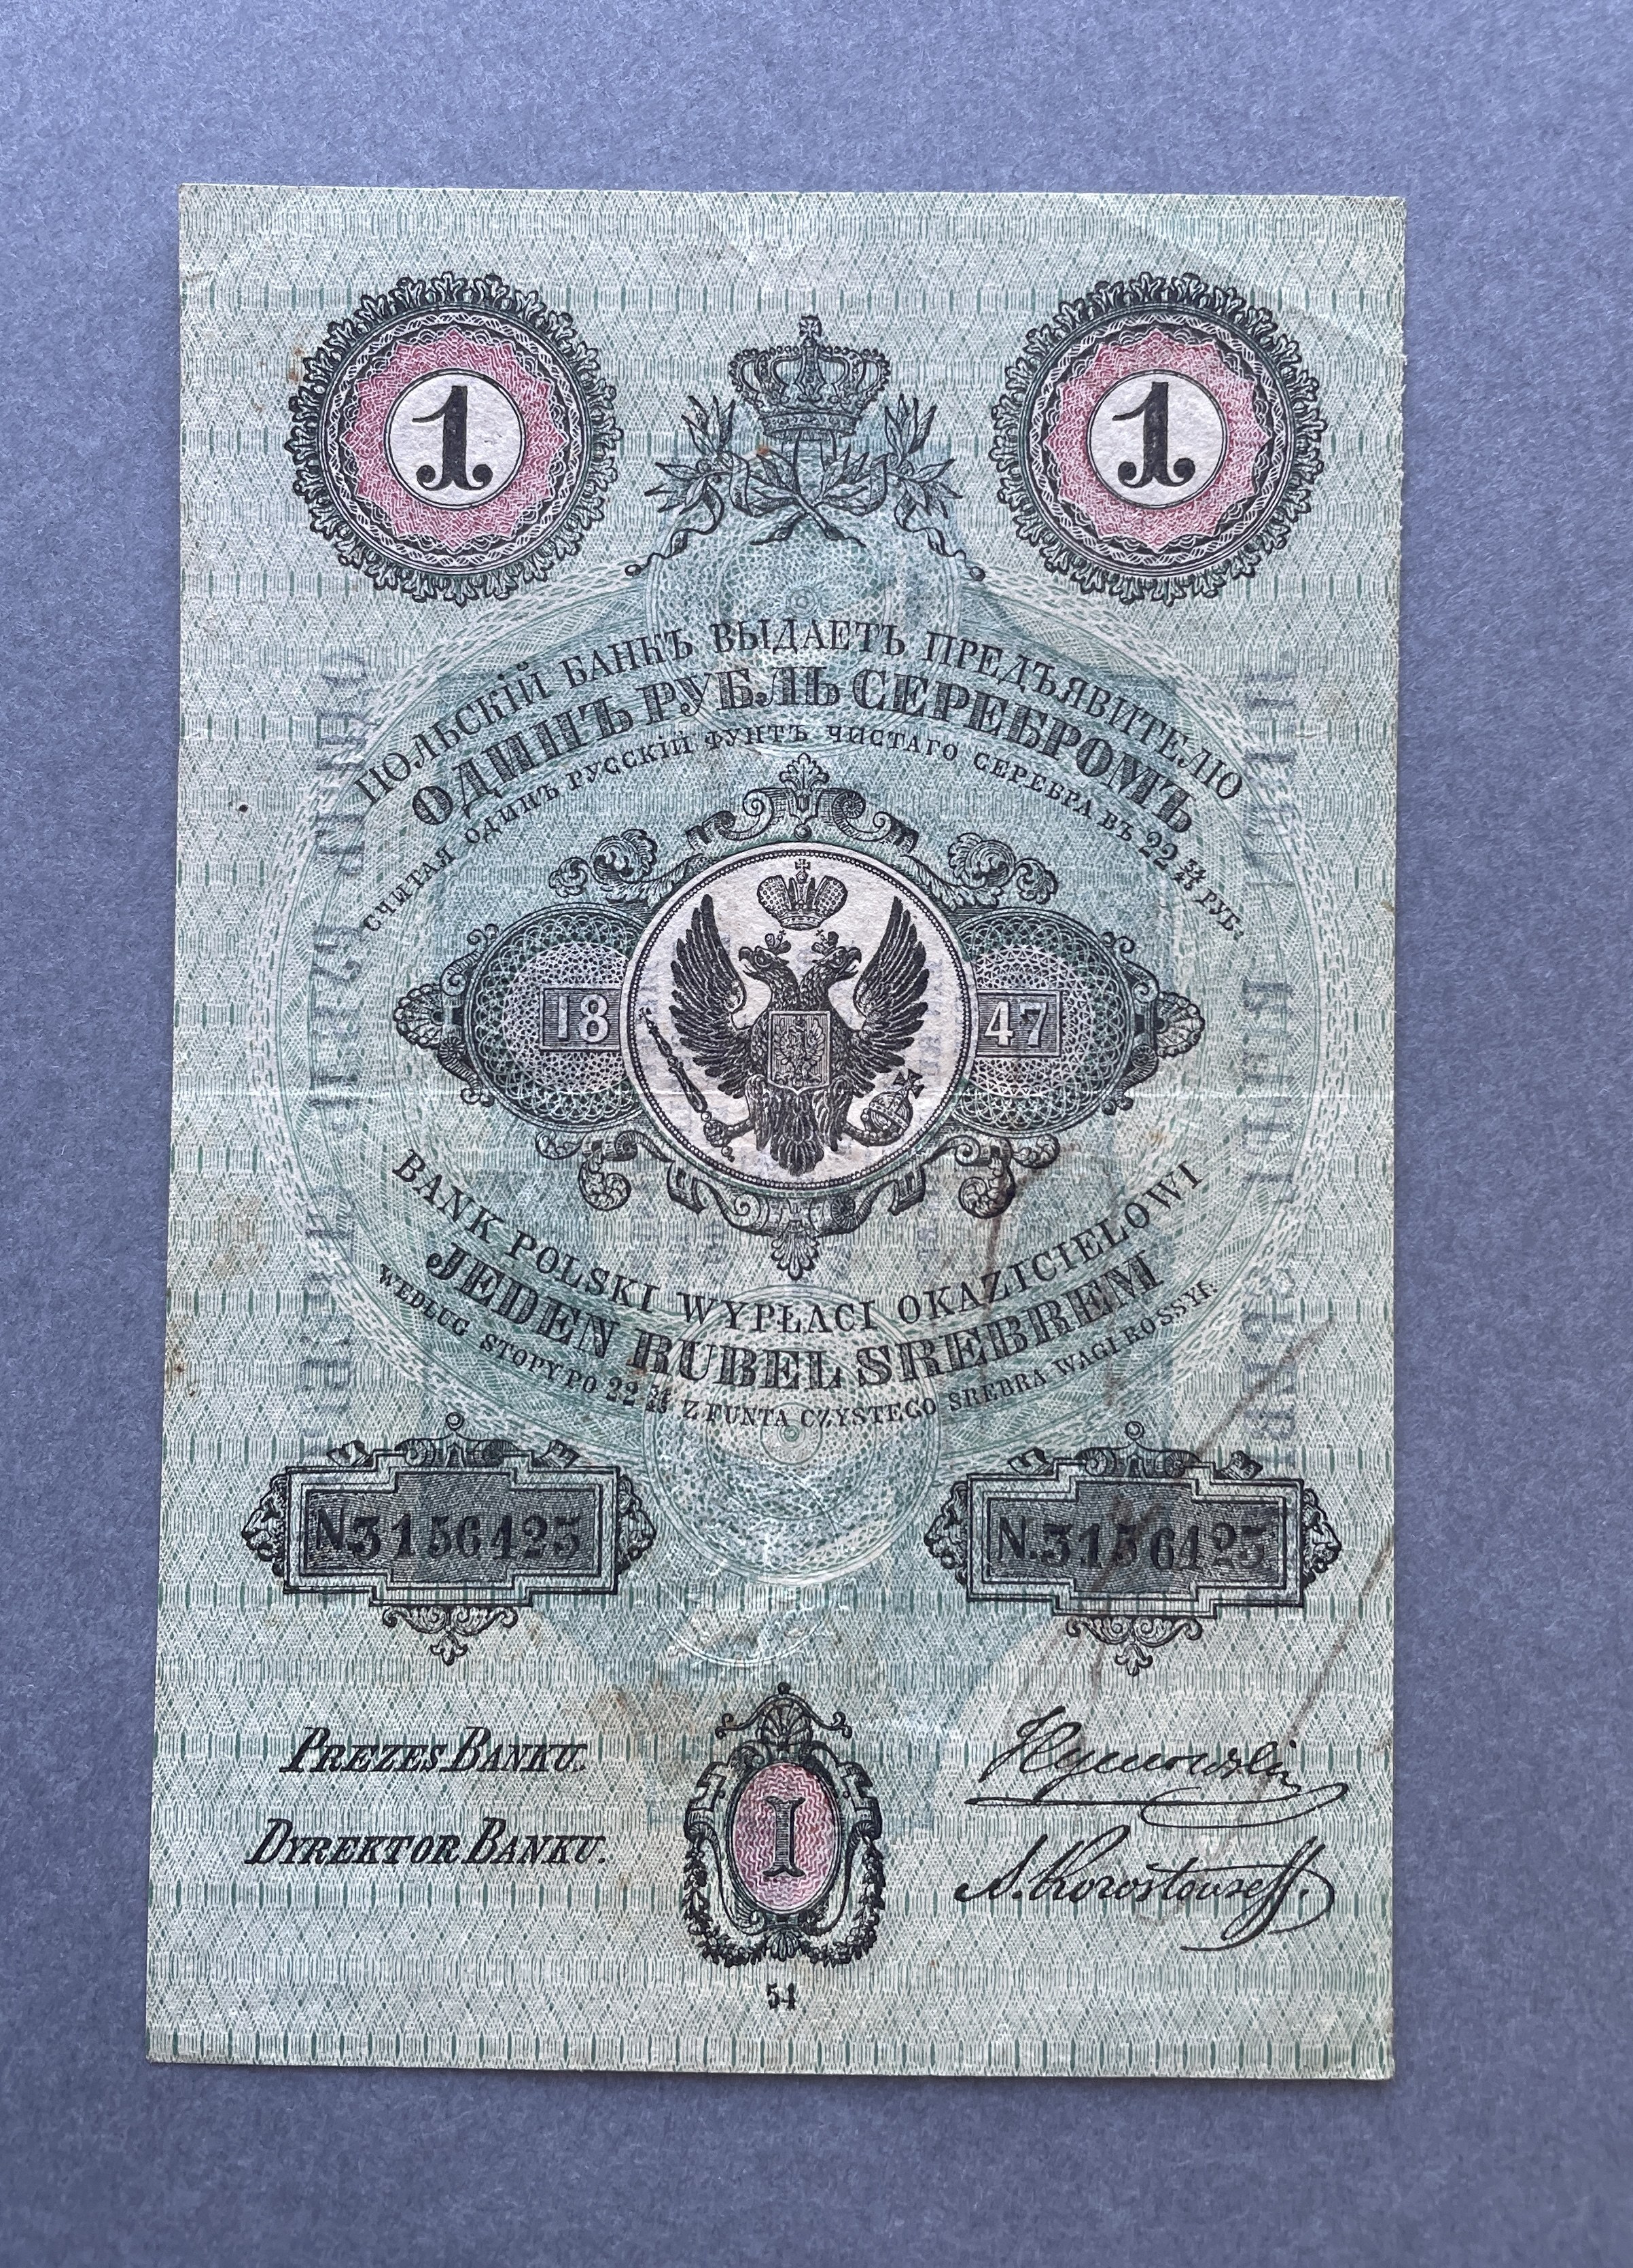 1 1
ПОЛЬСКІЙ БАНКЪ ВЫДАЕТЪ ПРЕДЪЯВИТЕЛЮ
ОДИНЪ РУБЛЬ СЕРЕБРОМЪ
СЧИТАЯ ОДИНЪ РУССКІЙ ФУНТЪ ЧИСТАГО СЕРЕБРА ВЪ 22 РУБ:
18 47
BANK POLSKI WYPŁACI OKAZICIELOWI
JEDEN RUBEL SREBREM
WEDŁUG STOPY PO 22 Z FUNTA CZYSTEGO SREBRA WAGI ROSSYY:
N3156425 N.3156425
PREZES BANKU.
DYREKTOR BANKU.
I
54